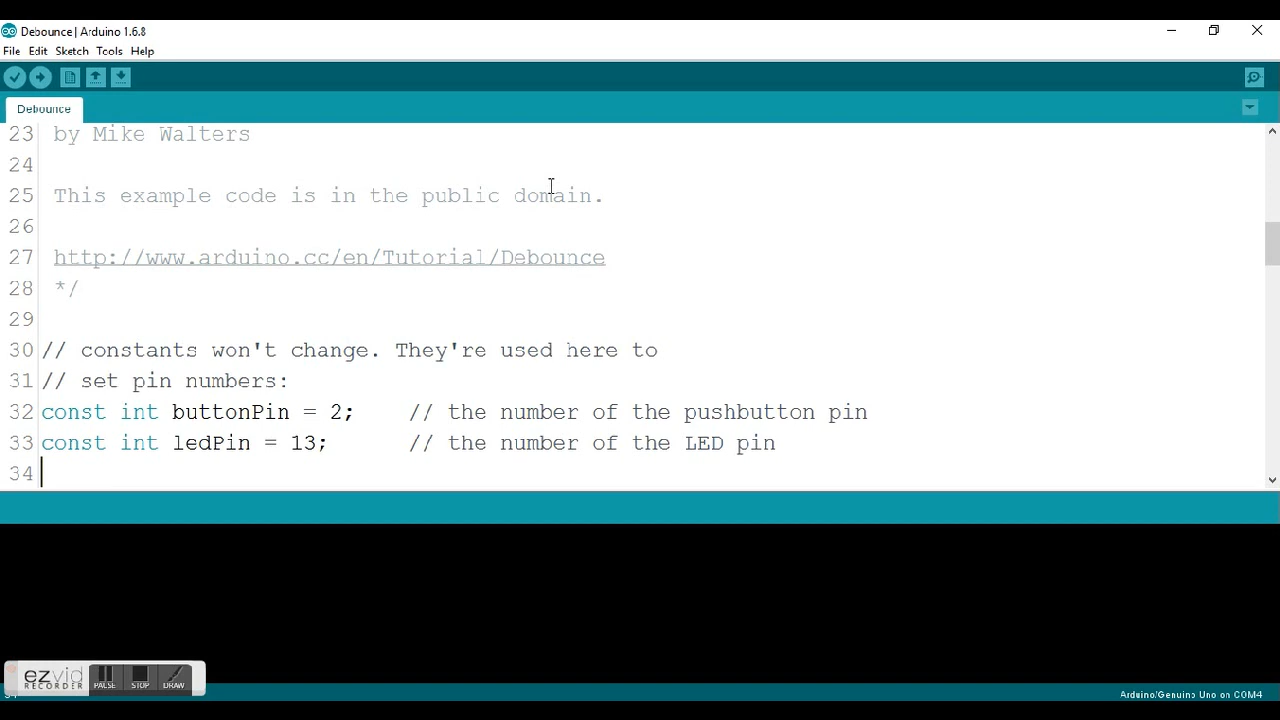 Debounce | Arduino 1.6.8
File Edit Sketch Tools Help
Debounce
23 by Mike Walters
24
25 This example code is in the public domain.
26
27 http://www.arduino.cc/en/Tutorial/Debounce
28 */
29
30 // constants won't change. They're used here to
31 // set pin numbers:
32 const int buttonPin = 2;    // the number of the pushbutton pin
33 const int ledPin = 13;      // the number of the LED pin
34
ezvid
RECORDER
PAUSE STOP DRAW
Arduino/Genuino Uno on COM4